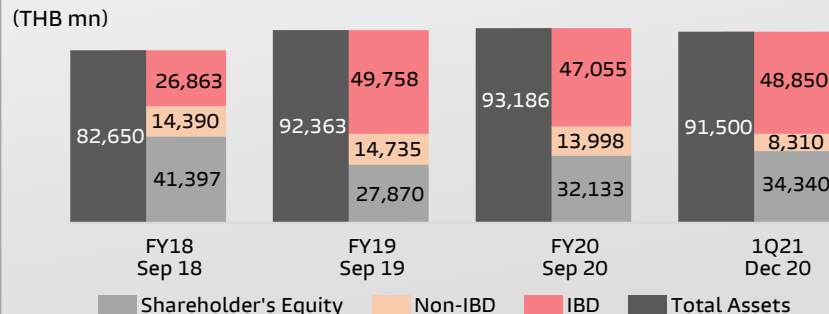 (THB mn)
82,650
26,863
14,390
41,397
92,363
49,758
14,735
27,870
93,186
47,055
13,998
32,133
91,500
48,850
8,310
34,340
FY18
Sep 18
FY19
Sep 19
FY20
Sep 20
1Q21
Dec 20
Shareholder's Equity Non-IBD IBD Total Assets